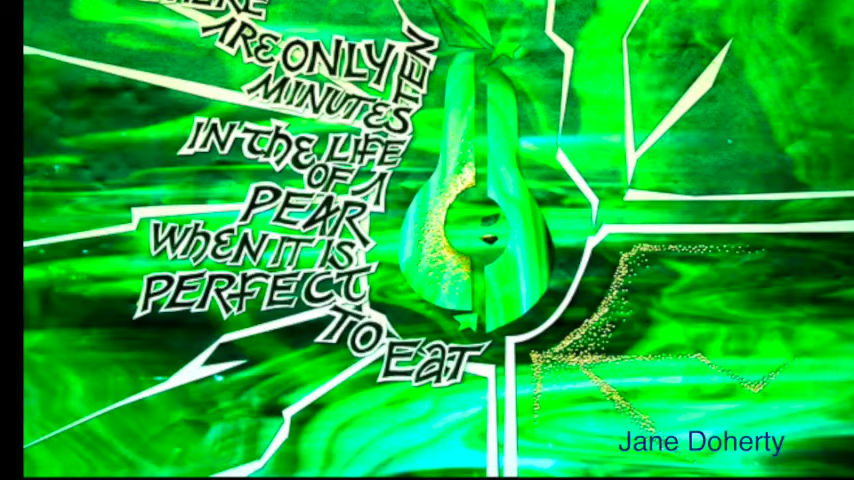 ARE ONLY TEN
MINUTES
IN THE LIFE
OF A
PEAR
WHEN IT IS
PERFECT
TO
EAT
Jane Doherty